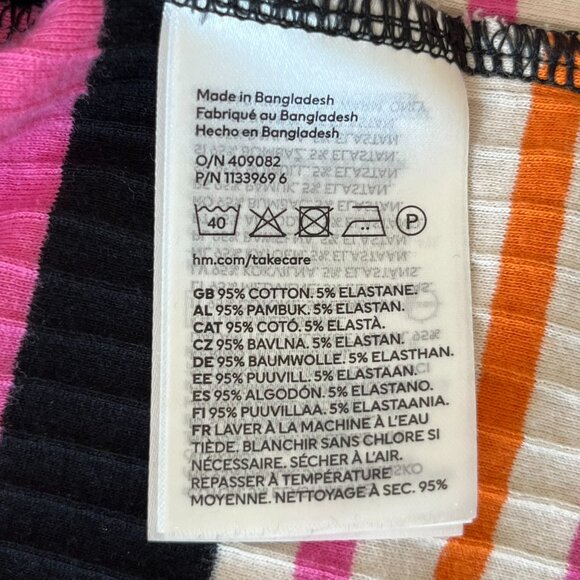 Made in Bangladesh
Fabriqué au Bangladesh
Hecho en Bangladesh
O/N 409082
P/N 1133969 6
40
P
hm.com/takecare
GB 95% COTTON. 5% ELASTANE.
AL 95% PAMBUK. 5% ELASTAN.
CAT 95% COTÓ. 5% ELASTÀ.
CZ 95% BAVLNA. 5% ELASTAN.
DE 95% BAUMWOLLE. 5% ELASTHAN.
EE 95% PUUVILL. 5% ELASTAAN.
ES 95% ALGODÓN. 5% ELASTANO.
FI 95% PUUVILLAA. 5% ELASTAANIA.
FR LAVER À LA MACHINE À L'EAU
TIÈDE. BLANCHIR SANS CHLORE SI
NÉCESSAIRE. SÉCHER À L'AIR.
REPASSER À TEMPÉRATURE
MOYENNE. NETTOYAGE À SEC. 95%